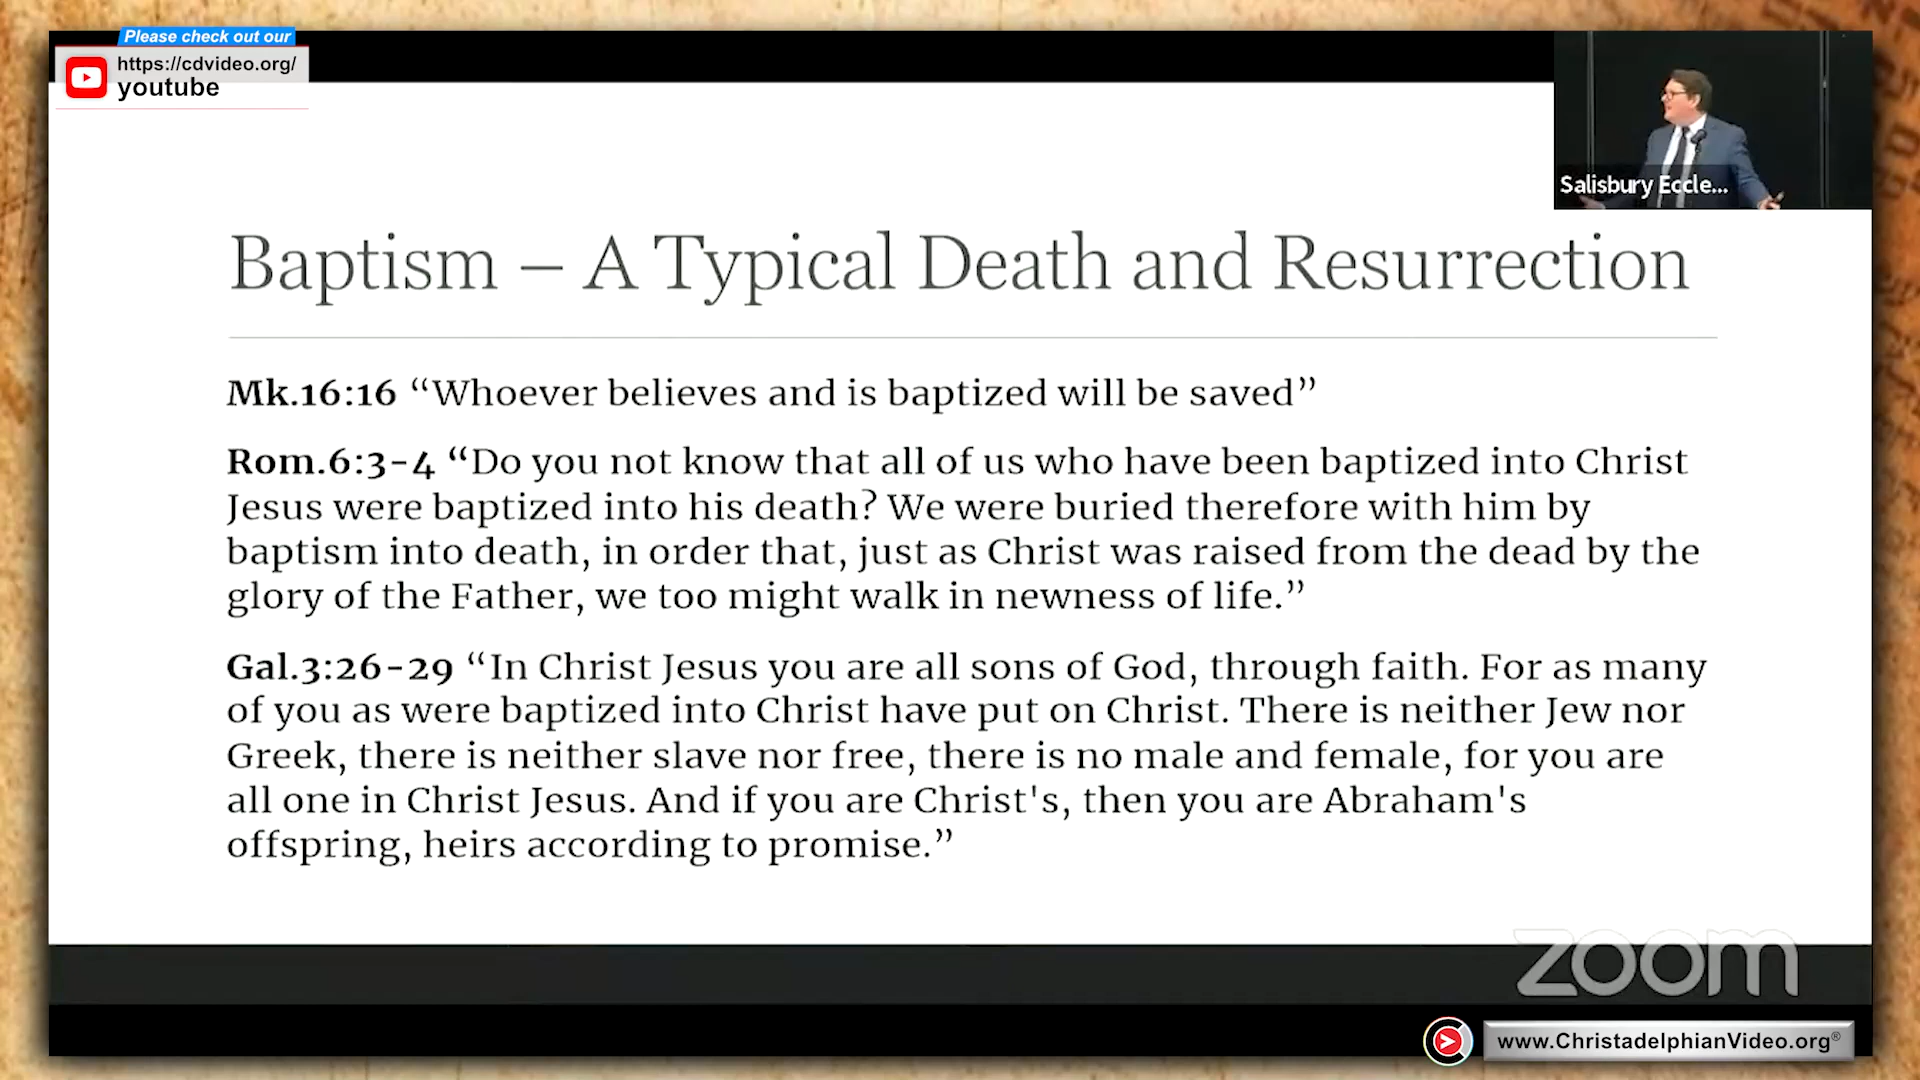 Please check out our
https://cdvideo.org/
youtube
Salisbury Eccle...
Baptism – A Typical Death and Resurrection
Mk.16:16 “Whoever believes and is baptized will be saved”
Rom.6:3-4 “Do you not know that all of us who have been baptized into Christ
Jesus were baptized into his death? We were buried therefore with him by
baptism into death, in order that, just as Christ was raised from the dead by the
glory of the Father, we too might walk in newness of life.”
Gal.3:26-29 “In Christ Jesus you are all sons of God, through faith. For as many
of you as were baptized into Christ have put on Christ. There is neither Jew nor
Greek, there is neither slave nor free, there is no male and female, for you are
all one in Christ Jesus. And if you are Christ's, then you are Abraham's
offspring, heirs according to promise.”
zoom
www.ChristadelphianVideo.org®